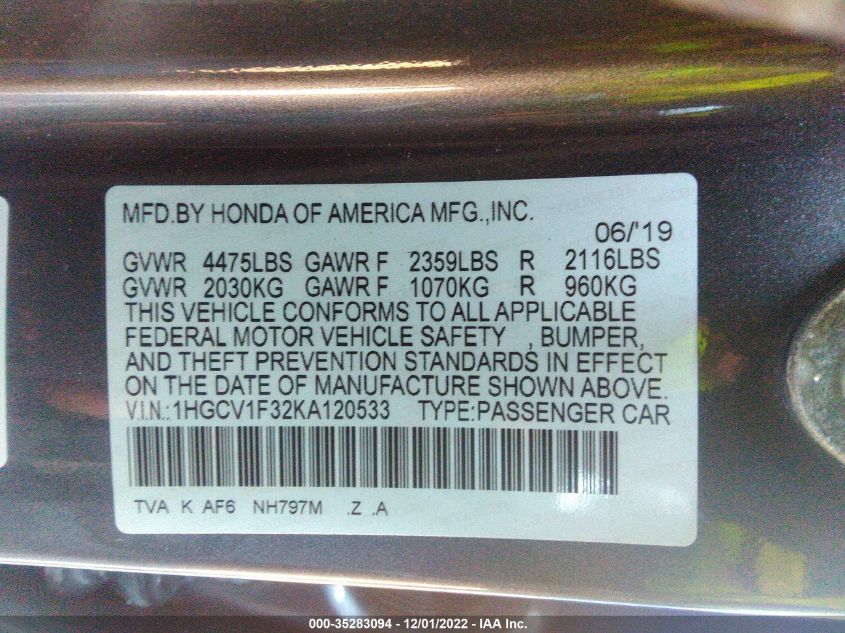 MFD.BY HONDA OF AMERICA MFG.,INC.
06/'19
GVWR 4475LBS GAWR F 2359LBS R 2116LBS
GVWR 2030KG GAWR F 1070KG R 960KG
THIS VEHICLE CONFORMS TO ALL APPLICABLE
FEDERAL MOTOR VEHICLE SAFETY , BUMPER,
AND THEFT PREVENTION STANDARDS IN EFFECT
ON THE DATE OF MANUFACTURE SHOWN ABOVE.
V.I.N.:1HGCV1F32KA120533 TYPE:PASSENGER CAR
TVA K AF6 NH797M .Z .A
000-35283094 - 12/01/2022 - IAA Inc.